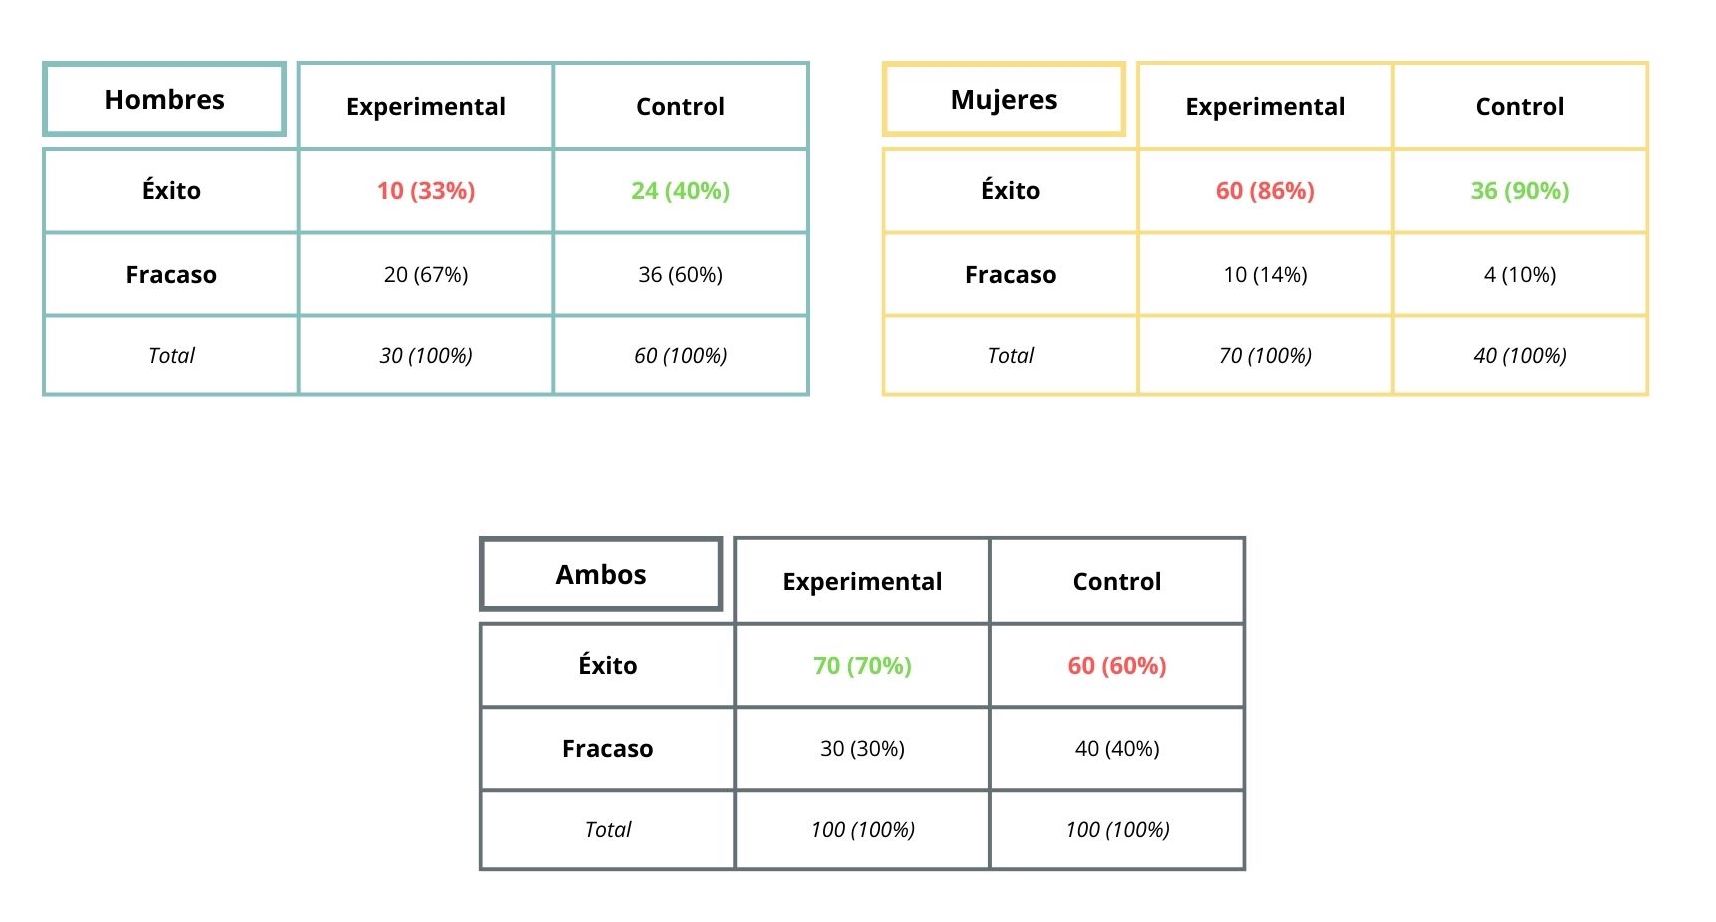 Hombres Experimental Control
Éxito 10 (33%) 24 (40%)
Fracaso 20 (67%) 36 (60%)
Total 30 (100%) 60 (100%)
Mujeres Experimental Control
Éxito 60 (86%) 36 (90%)
Fracaso 10 (14%) 4 (10%)
Total 70 (100%) 40 (100%)
Ambos Experimental Control
Éxito 70 (70%) 60 (60%)
Fracaso 30 (30%) 40 (40%)
Total 100 (100%) 100 (100%)